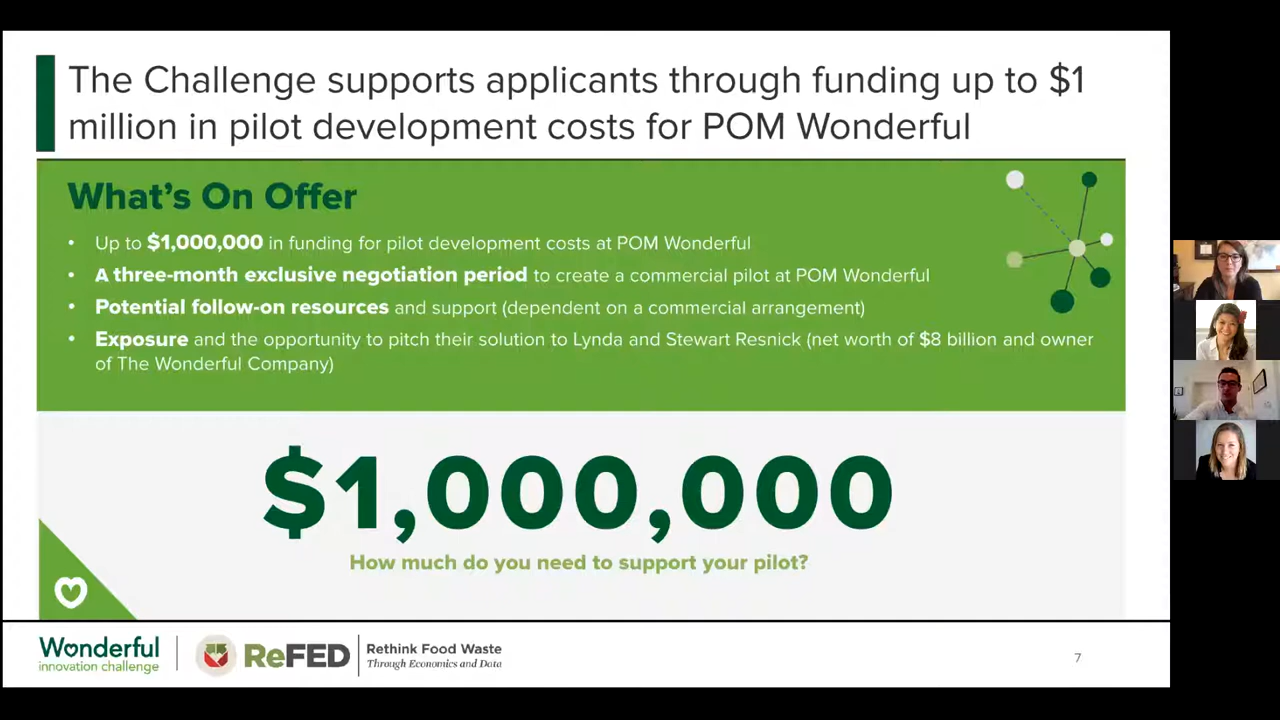 The Challenge supports applicants through funding up to $1
million in pilot development costs for POM Wonderful
What's On Offer
• Up to $1,000,000 in funding for pilot development costs at POM Wonderful
• A three-month exclusive negotiation period to create a commercial pilot at POM Wonderful
• Potential follow-on resources and support (dependent on a commercial arrangement)
• Exposure and the opportunity to pitch their solution to Lynda and Stewart Resnick (net worth of $8 billion and owner
of The Wonderful Company)
$1,000,000
How much do you need to support your pilot?
Wonderful
innovation challenge
ReFED
Rethink Food Waste
Through Economics and Data
7